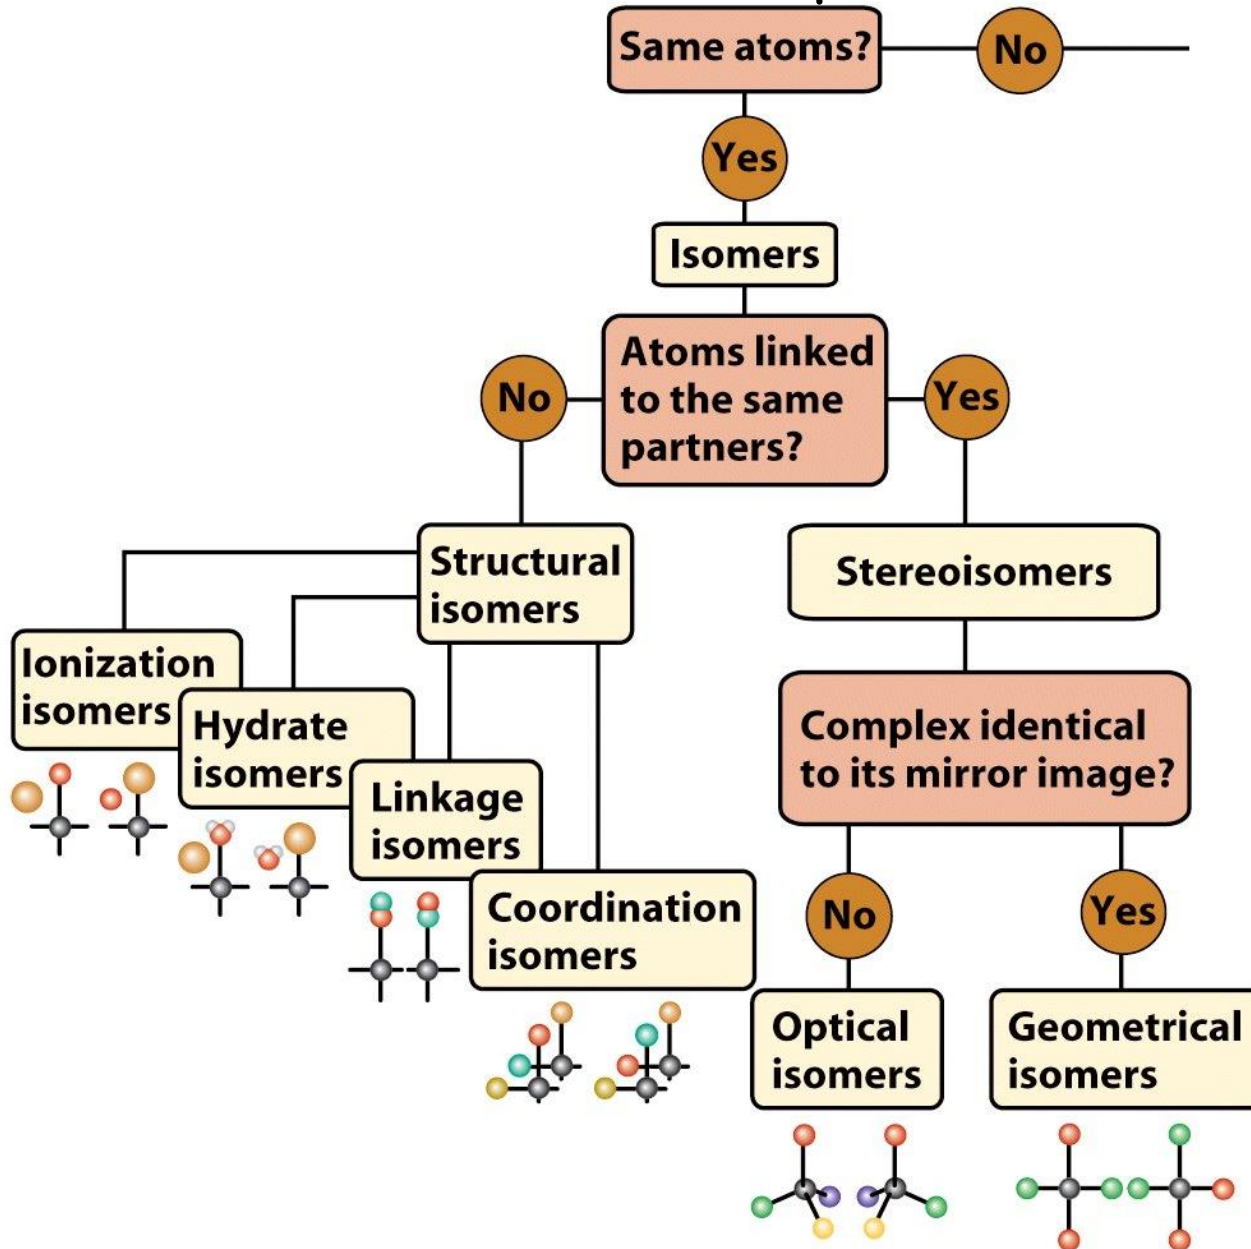 Same atoms?
No
Yes
Isomers
Atoms linked
to the same
partners?
No
Yes
Structural
isomers
Stereoisomers
Ionization
isomers
Hydrate
isomers
Linkage
isomers
Coordination
isomers
Complex identical
to its mirror image?
No
Yes
Optical
isomers
Geometrical
isomers